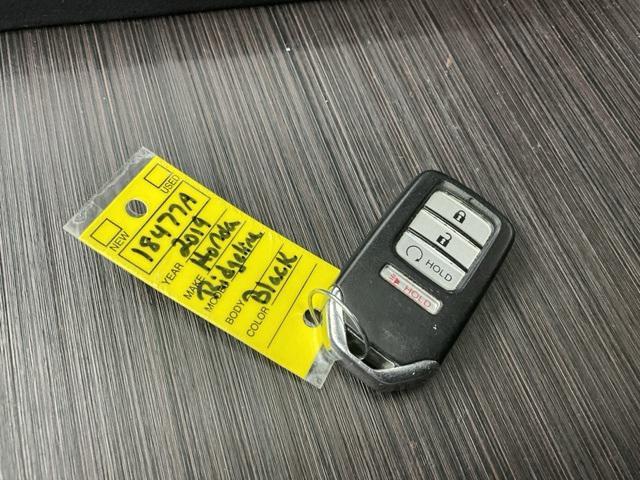 NEW USED
18477A
YEAR 2019
MAKE Honda
MODEL Ridgeline
BODY
COLOR Black
HOLD
HOLD